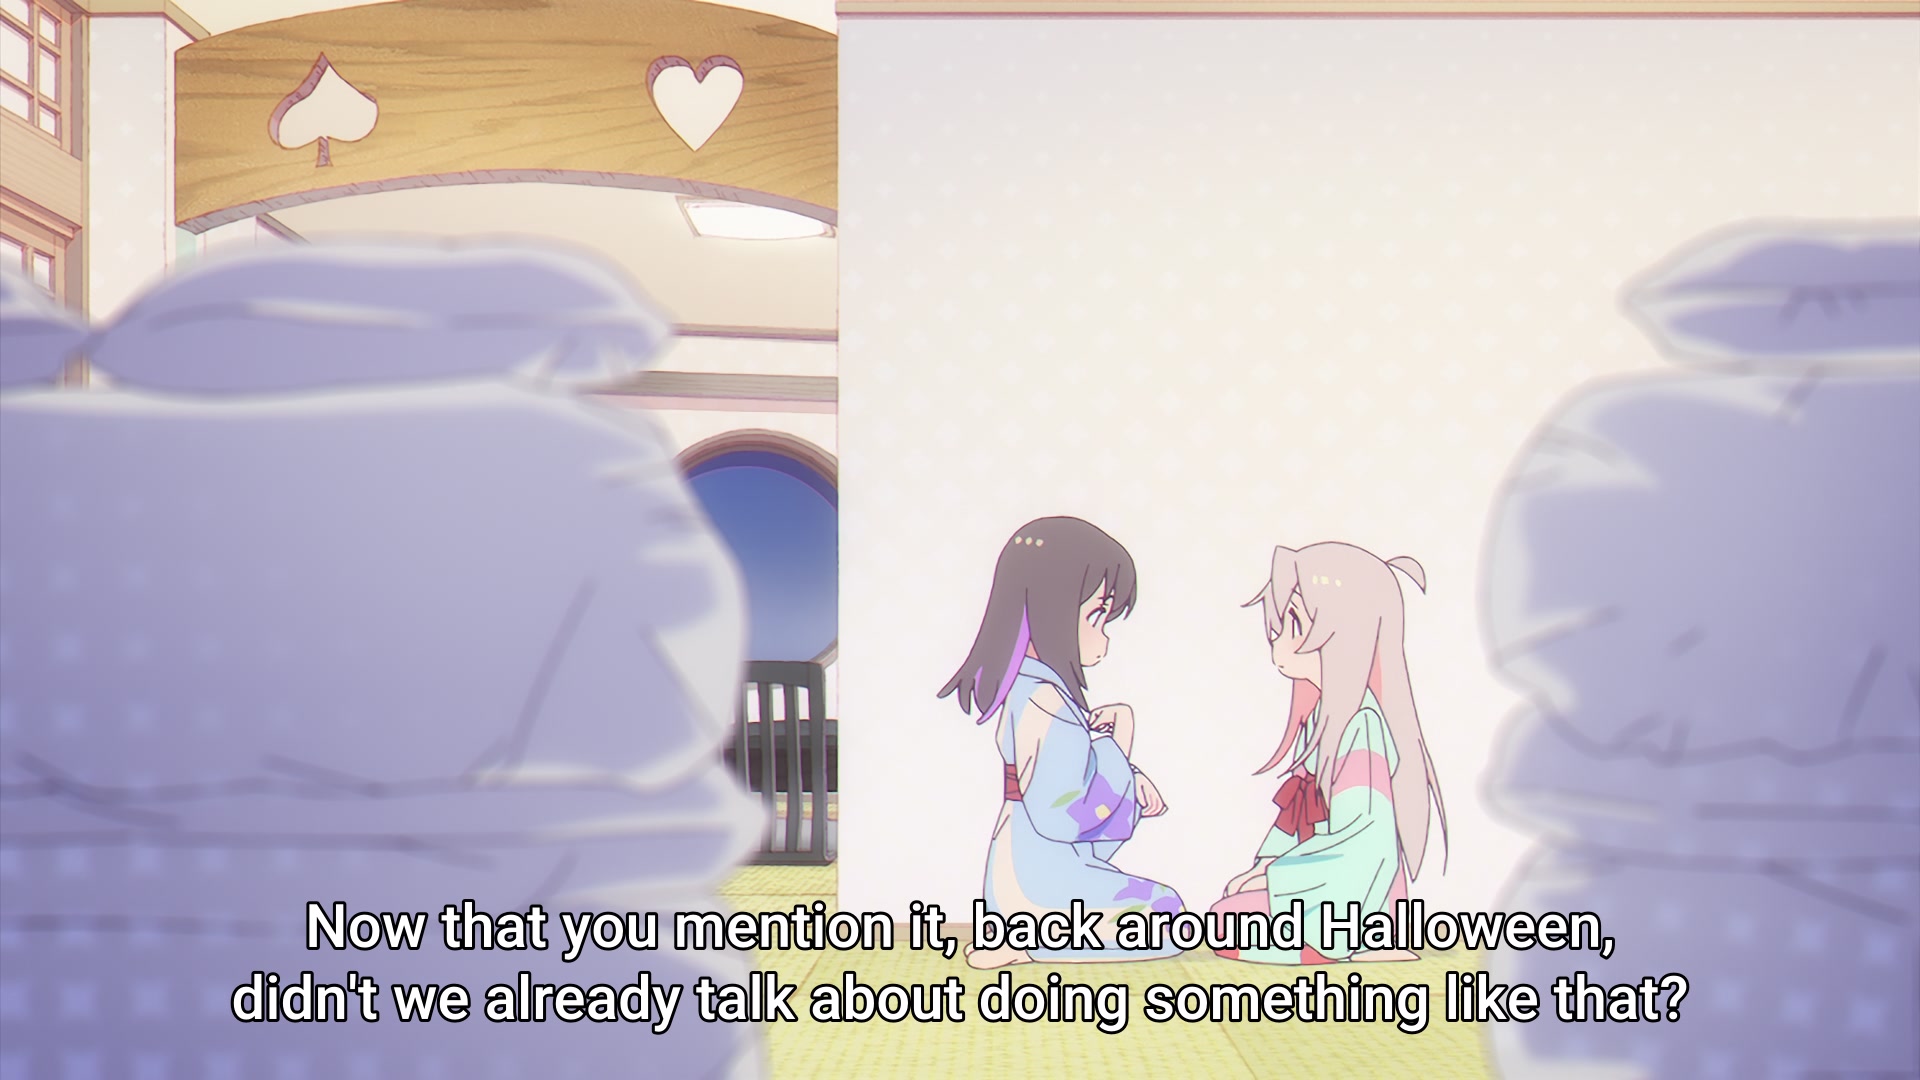 Now that you mention it, back around Halloween,
didn't we already talk about doing something like that?